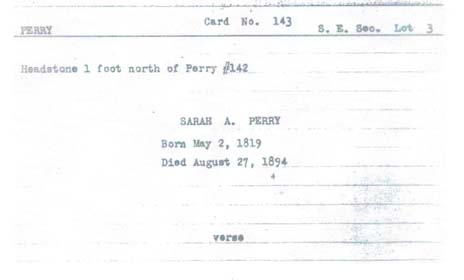 Card No. 143
PERRY S. E. Sec. Lot 3
Headstone 1 foot north of Perry #142
SARAH A. PERRY
Born May 2, 1819
Died August 27, 1894
verse